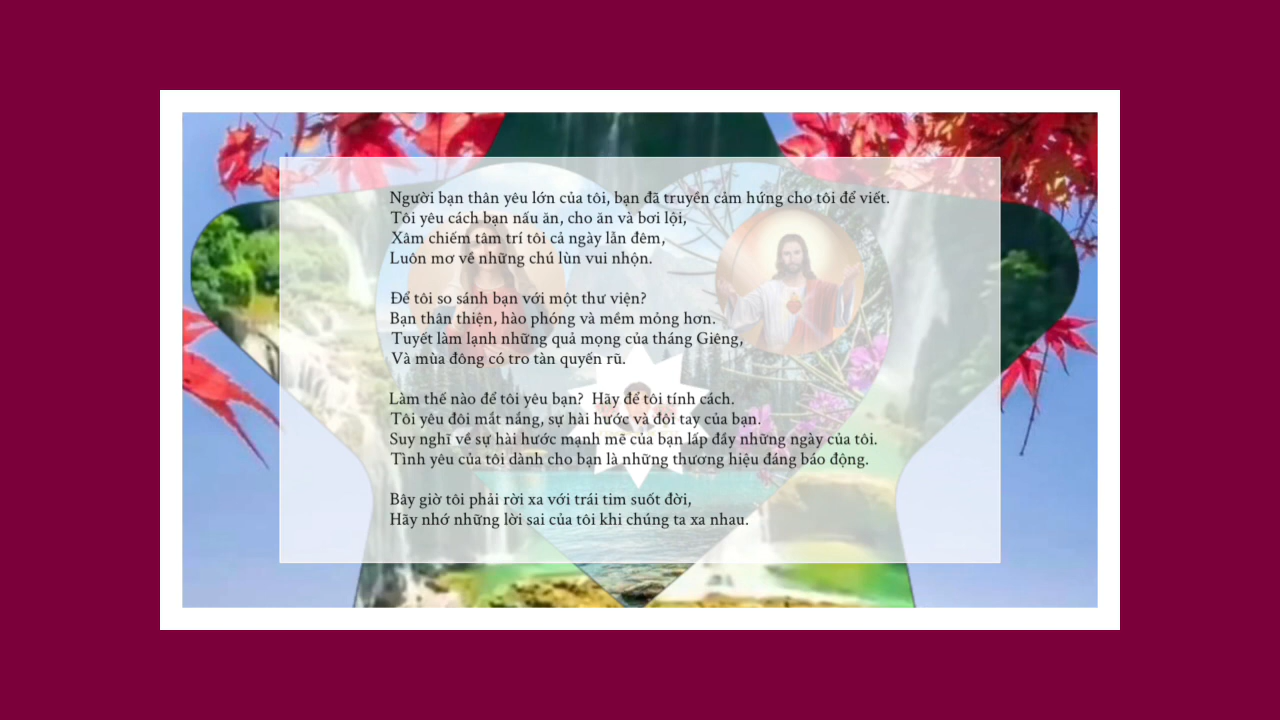 Người bạn thân yêu lớn của tôi, bạn đã truyền cảm hứng cho tôi để viết.
Tôi yêu cách bạn nấu ăn, cho ăn và bơi lội,
Xâm chiếm tâm trí tôi cả ngày lẫn đêm,
Luôn mơ về những chú lùn vui nhộn.
Để tôi so sánh bạn với một thư viện?
Bạn thân thiện, hào phóng và mềm mỏng hơn.
Tuyết làm lạnh những quả mọng của tháng Giêng,
Và mùa đông có tro tàn quyến rũ.
Làm thế nào để tôi yêu bạn?  Hãy để tôi tính cách.
Tôi yêu đôi mắt nắng, sự hài hước và đôi tay của bạn.
Suy nghĩ về sự hài hước mạnh mẽ của bạn lấp đầy những ngày của tôi.
Tình yêu của tôi dành cho bạn là những thương hiệu đáng báo động.
Bây giờ tôi phải rời xa với trái tim suốt đời,
Hãy nhớ những lời sai của tôi khi chúng ta xa nhau.